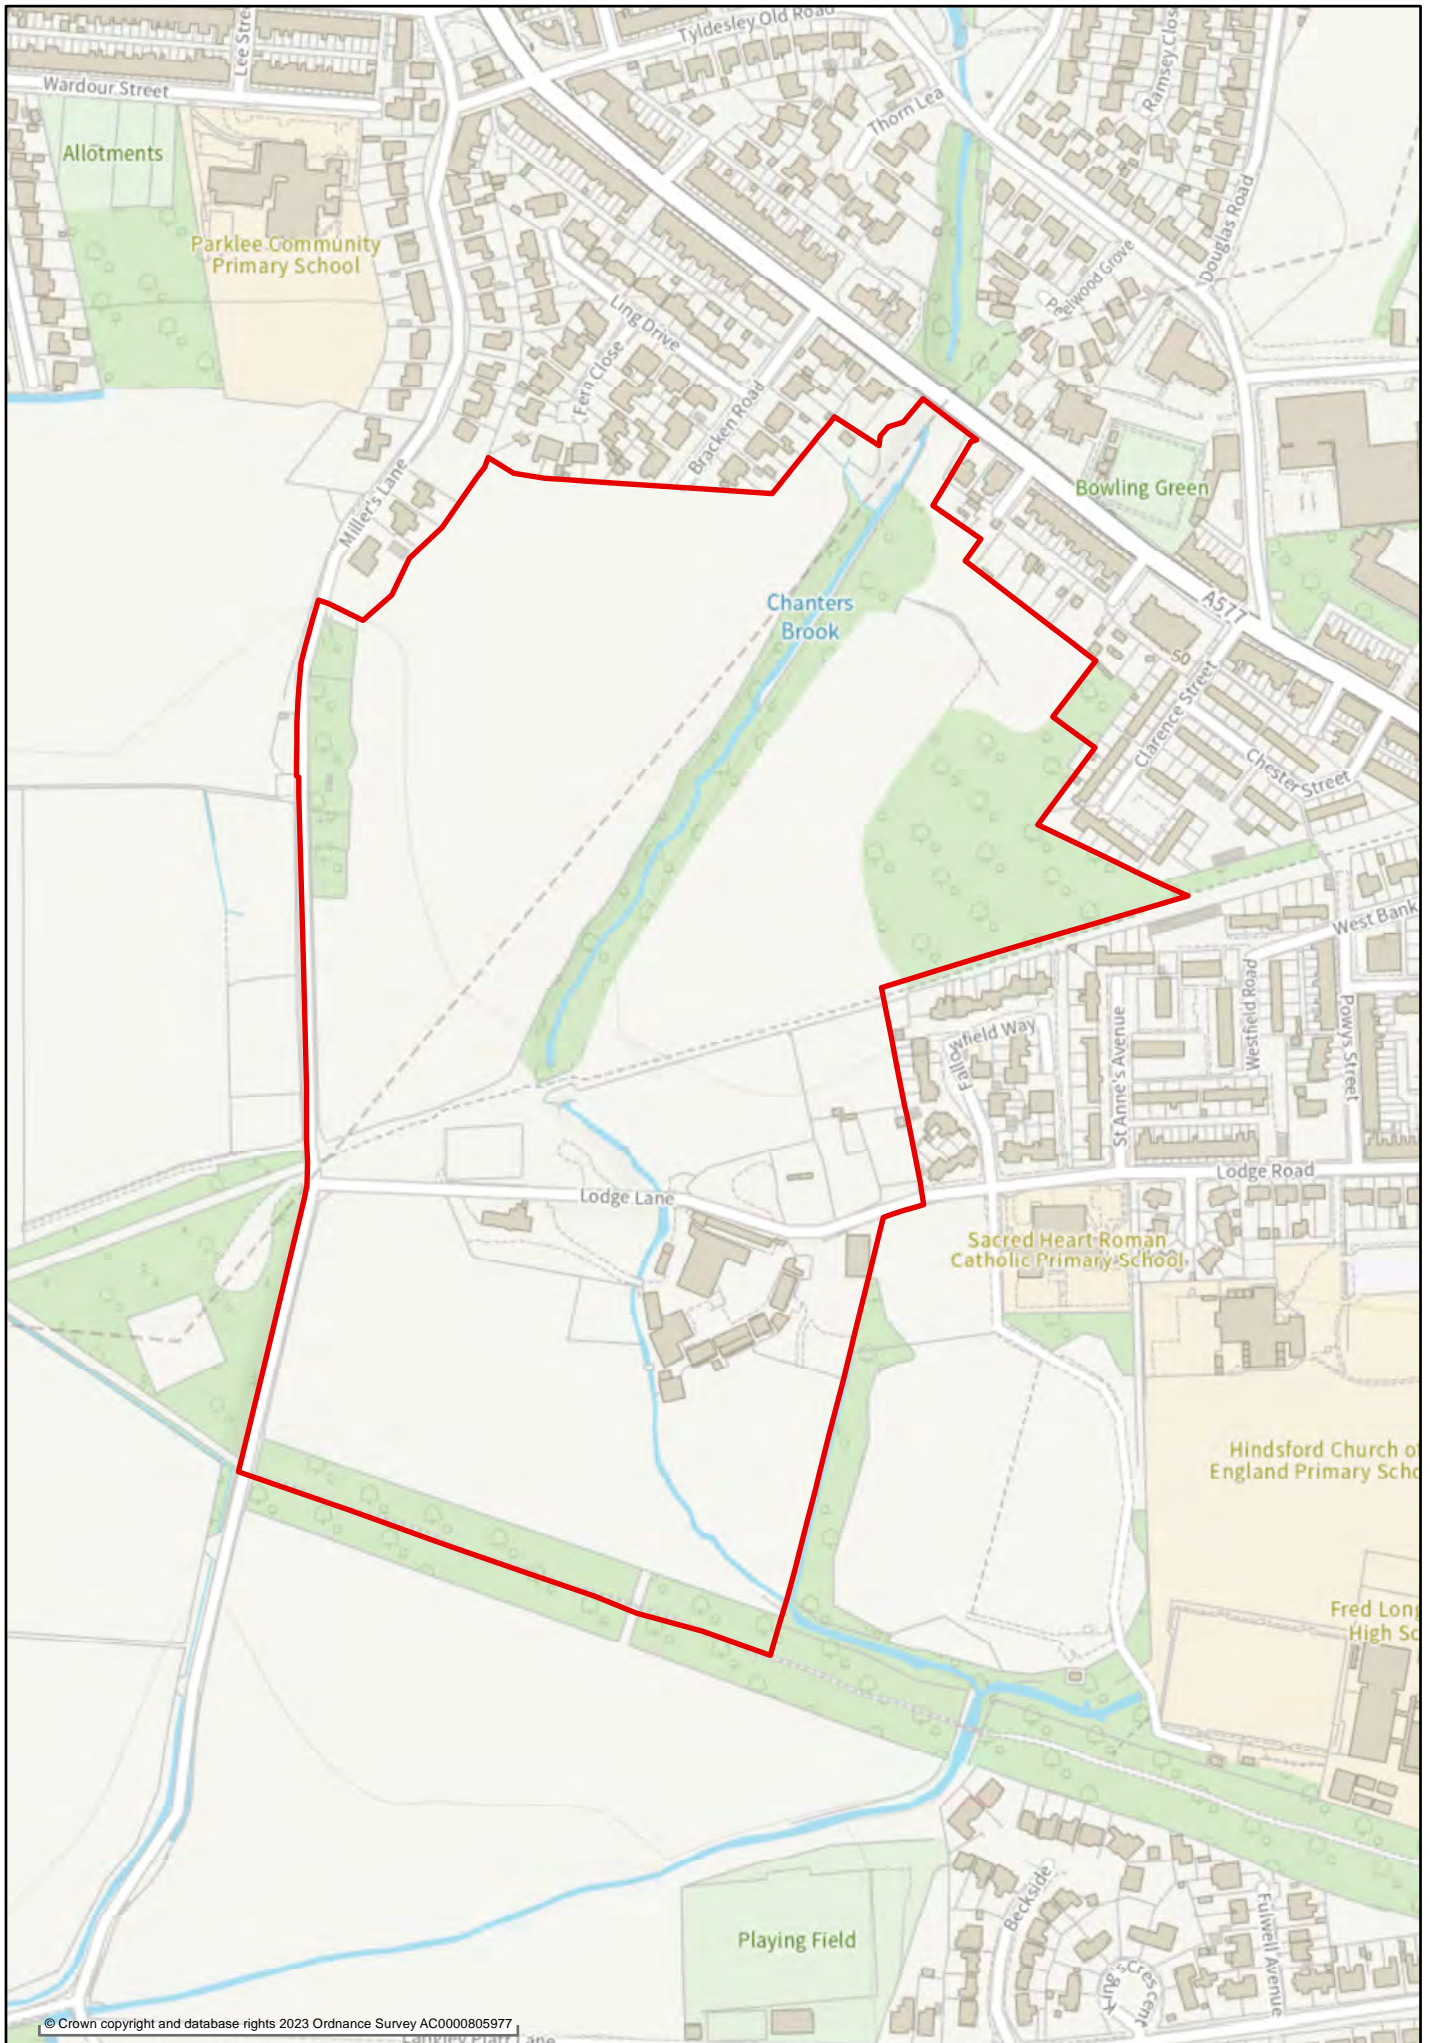 Tyldesley Old Road
Lee Stre
Wardour Street
Ramsey Clos
Thorn Lea
Allotments
Parklee Community
Primary School
Douglas Road
Ling Drive
Fern Close
Bracken Road
Bowling Green
Miller's Lane
Chanters
Brook
A577
50
Clarence Street
Chester Street
West Bank
Westfield Road
Powys Street
Fallowfield Way
St Anne's Avenue
Lodge Lane
Lodge Road
Sacred Heart Roman
Catholic Primary School
Hindsford Church of
England Primary Scho
Fred Long
High Sc
Beckside
Fulwell Avenue
Playing Field
King's Crescent
© Crown copyright and database rights 2023 Ordnance Survey AC0000805977